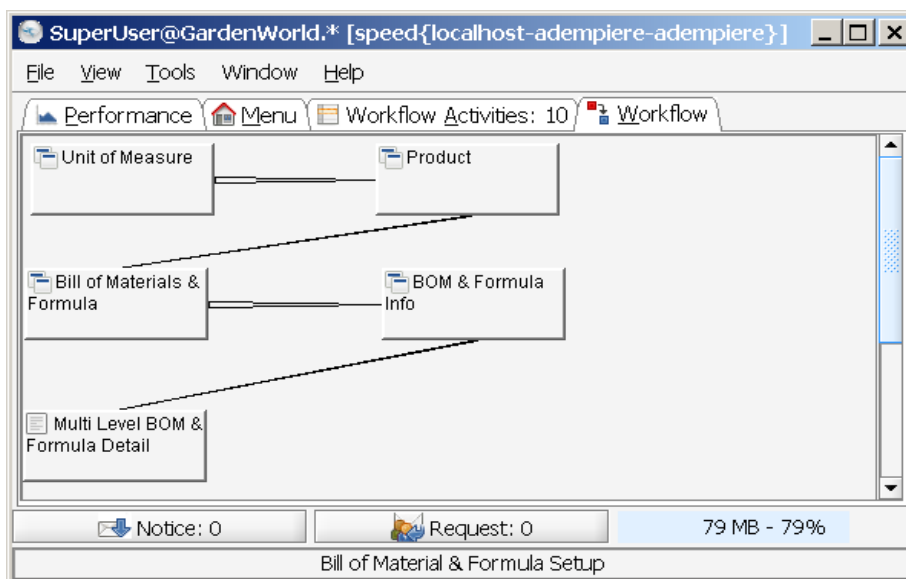 SuperUser@GardenWorld.* [speed{localhost-adempiere-adempiere}]
File View Tools Window Help
Performance Menu Workflow Activities: 10 Workflow
Unit of Measure
Product
Bill of Materials &
Formula
BOM & Formula
Info
Multi Level BOM &
Formula Detail
Notice: 0 Request: 0 79 MB - 79%
Bill of Material & Formula Setup